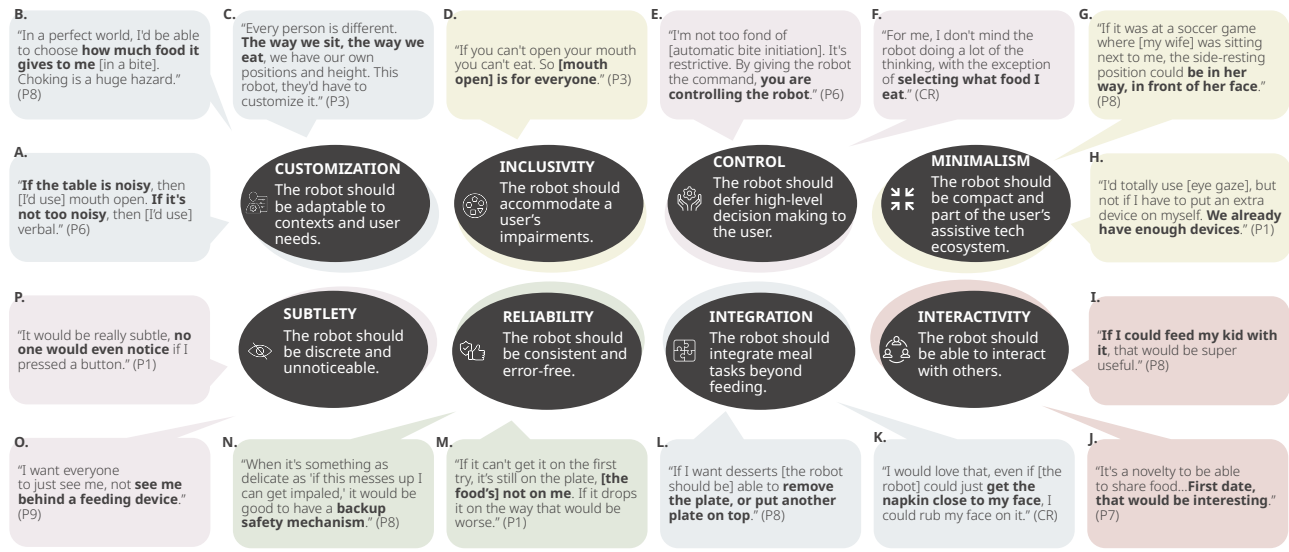 B.
“In a perfect world, I'd be able
to choose how much food it
gives to me [in a bite].
Choking is a huge hazard.”
(P8)
C.
“Every person is different.
The way we sit, the way we
eat, we have our own
positions and height. This
robot, they'd have to
customize it.” (P3)
D.
“If you can't open your mouth
you can't eat. So [mouth
open] is for everyone.” (P3)
E.
“I'm not too fond of
[automatic bite initiation]. It's
restrictive. By giving the robot
the command, you are
controlling the robot.” (P6)
F.
“For me, I don't mind the
robot doing a lot of the
thinking, with the exception
of selecting what food I
eat.” (CR)
G.
“If it was at a soccer game
where [my wife] was sitting
next to me, the side-resting
position could be in her
way, in front of her face.”
(P8)
A.
“If the table is noisy, then
[I’d use] mouth open. If it's
not too noisy, then [I’d use]
verbal.” (P6)
CUSTOMIZATION
The robot should
be adaptable to
contexts and user
needs.
INCLUSIVITY
The robot should
accommodate a
user’s
impairments.
CONTROL
The robot should
defer high-level
decision making to
the user.
MINIMALISM
The robot should
be compact and
part of the user’s
assistive tech
ecosystem.
H.
“I'd totally use [eye gaze], but
not if I have to put an extra
device on myself. We already
have enough devices.” (P1)
P.
“It would be really subtle, no
one would even notice if I
pressed a button.” (P1)
SUBTLETY
The robot should
be discrete and
unnoticeable.
RELIABILITY
The robot should
be consistent and
error-free.
INTEGRATION
The robot should
integrate meal
tasks beyond
feeding.
INTERACTIVITY
The robot should
be able to interact
with others.
I.
“If I could feed my kid with
it, that would be super
useful.” (P8)
O.
“I want everyone
to just see me, not see me
behind a feeding device.”
(P9)
N.
“When it's something as
delicate as 'if this messes up I
can get impaled,' it would be
good to have a backup
safety mechanism.” (P8)
M.
“If it can't get it on the first
try, it’s still on the plate, [the
food’s] not on me. If it drops
it on the way that would be
worse.” (P1)
L.
“If I want desserts [the robot
should be] able to remove
the plate, or put another
plate on top.” (P8)
K.
“I would love that, even if [the
robot] could just get the
napkin close to my face, I
could rub my face on it.” (CR)
J.
“It's a novelty to be able
to share food...First date,
that would be interesting.”
(P7)